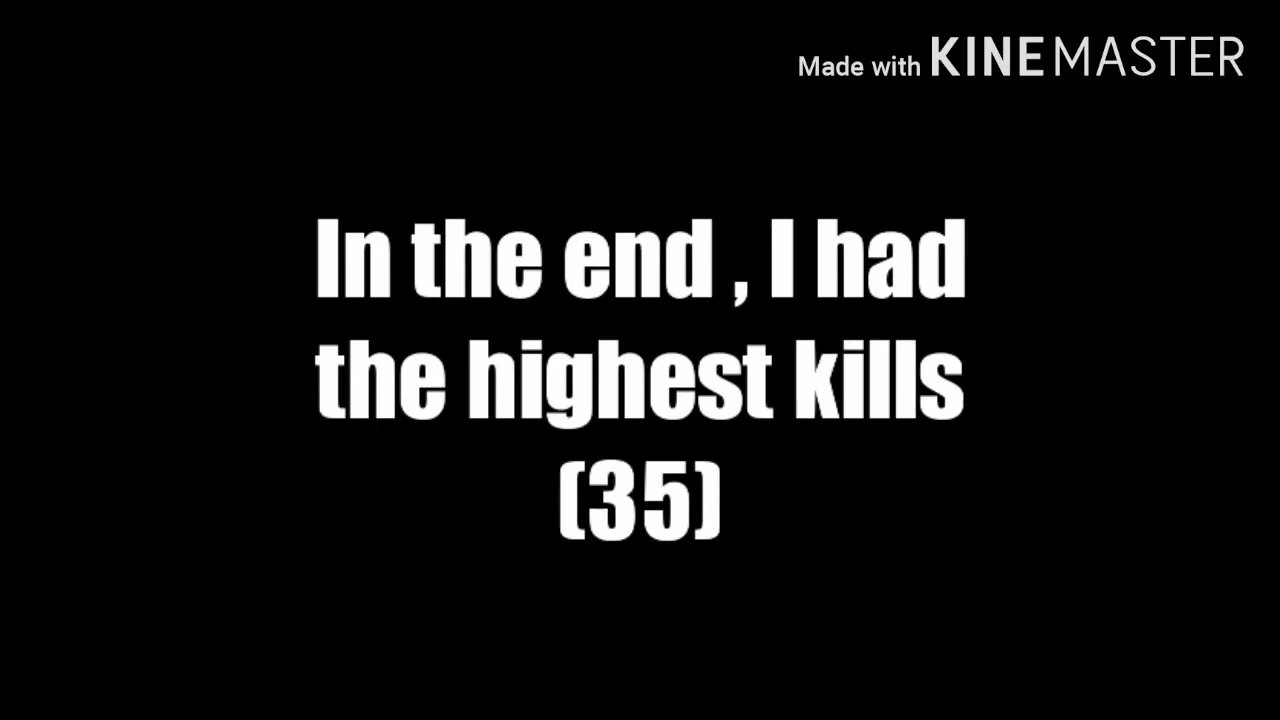 Made with KINEMASTER
In the end , I had
the highest kills
(35)